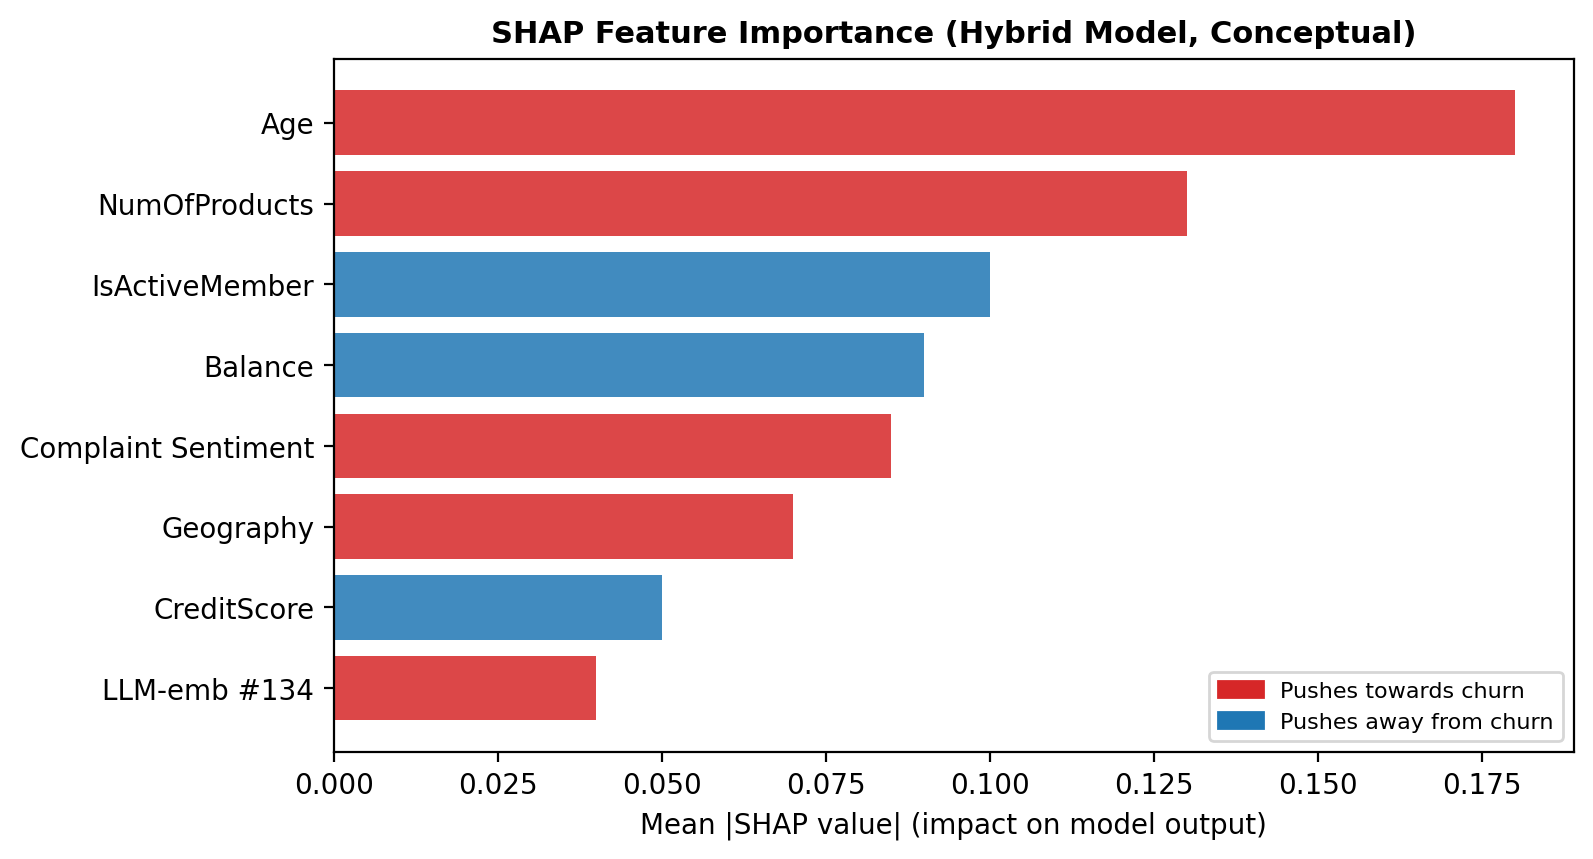 SHAP Feature Importance (Hybrid Model, Conceptual)
Age
NumOfProducts
IsActiveMember
Balance
Complaint Sentiment
Geography
CreditScore
LLM-emb #134
Pushes towards churn
Pushes away from churn
0.000 0.025 0.050 0.075 0.100 0.125 0.150 0.175
Mean |SHAP value| (impact on model output)